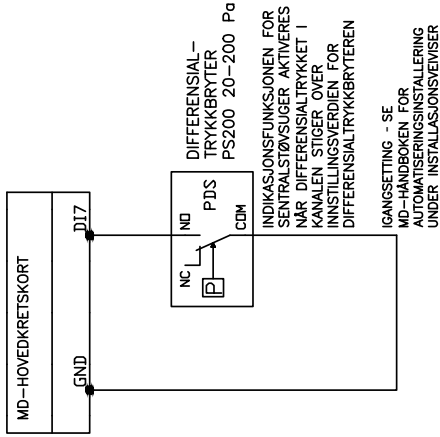 MD-HOVEDKRETSKORT
GND
DI7
DIFFERENSIAL-
TRYKKBRYTER
PS200 20-200 Pa
NO
PDS
NC
P
COM
INDIKASJONSFUNKSJONEN FOR
SENTRALSTØVSUGER AKTIVERES
NÅR DIFFERENSIALTRYKKET I
KANALEN STIGER OVER
INNSTILLINGSVERDIEN FOR
DIFFERENSIALTRYKKBRYTEREN
IGANGSETTING - SE
MD-HÅNDBOKEN FOR
AUTOMATISERINGSINSTALLERING
UNDER INSTALLASJONSVEIVISER